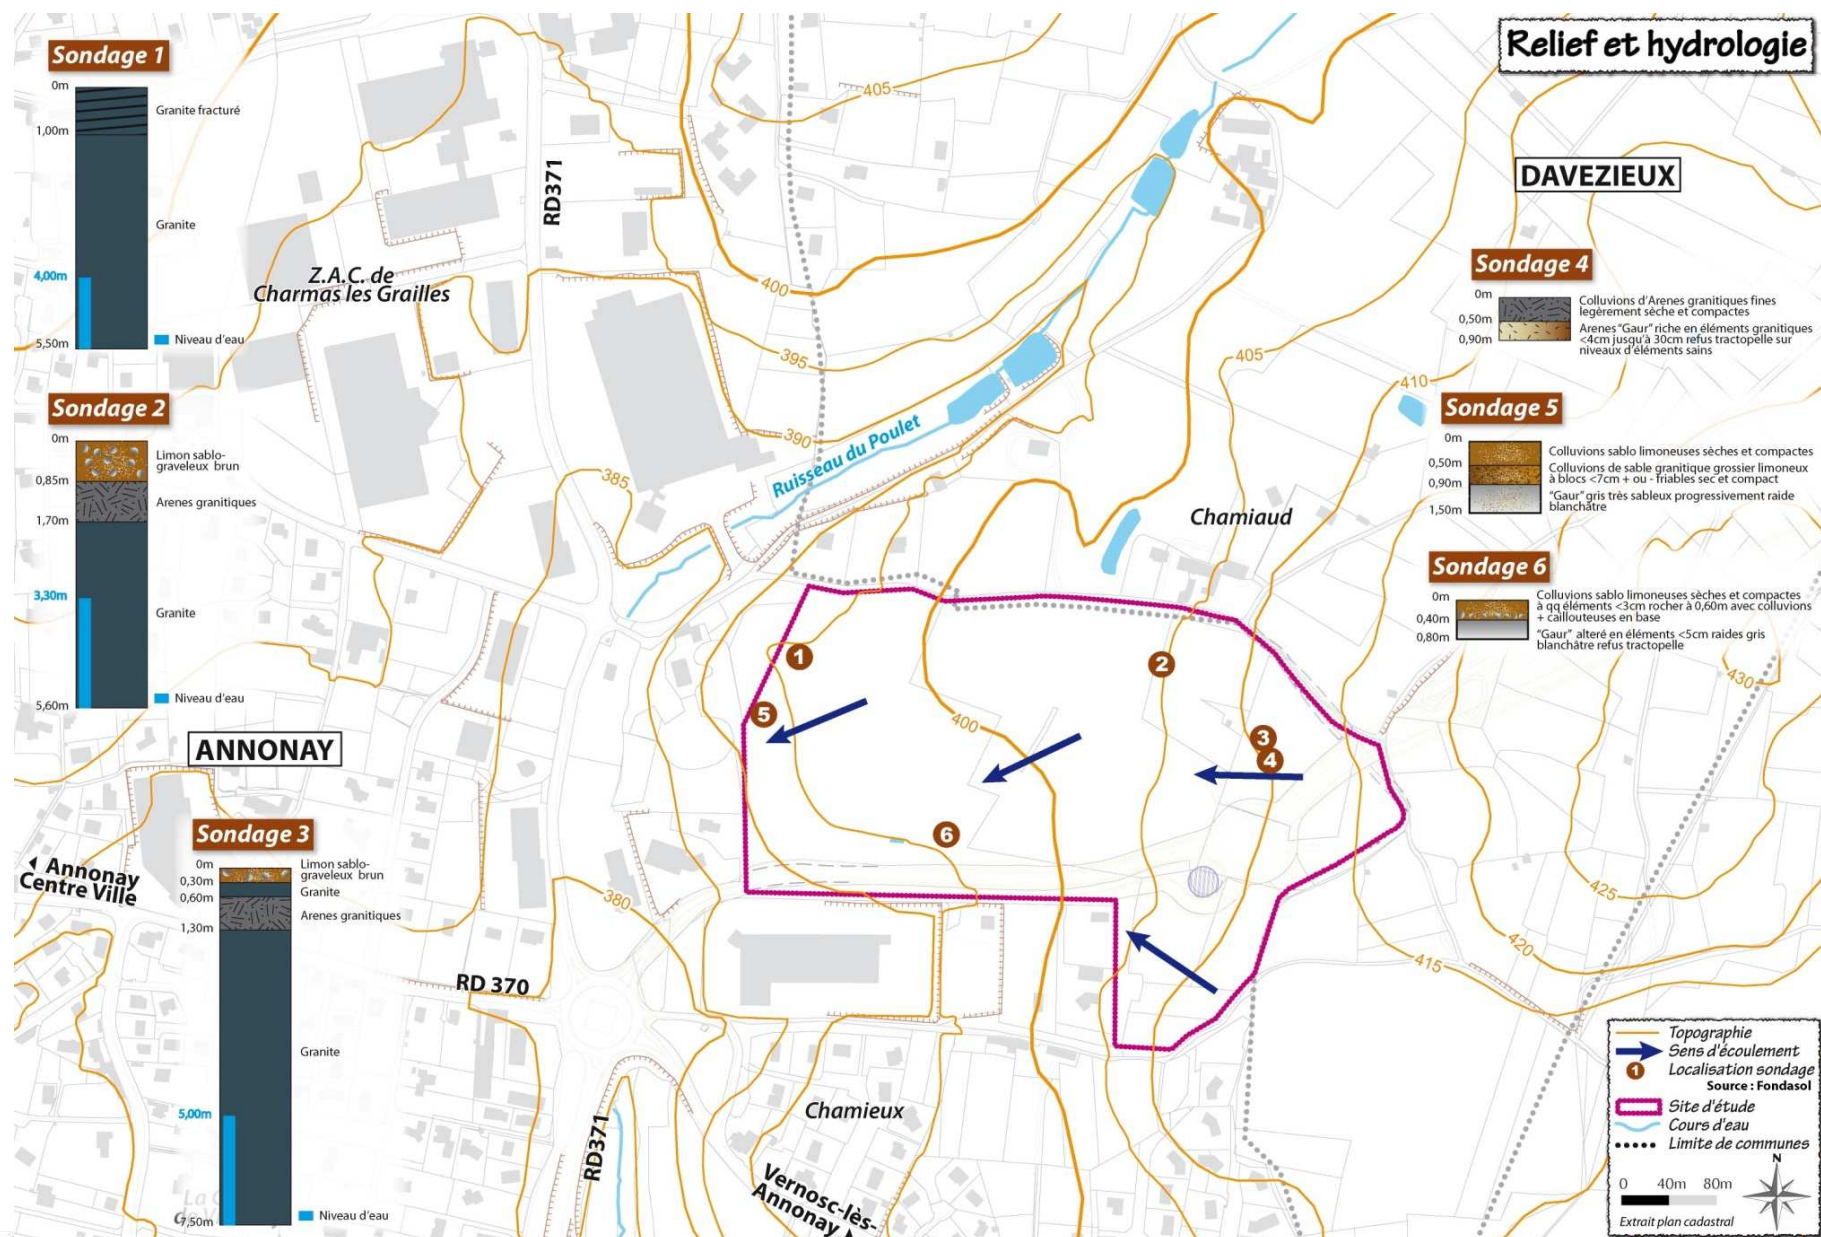 Relief et hydrologie
Sondage 1
0m
Granite fracturé
1,00m
Granite
4,00m
Niveau d'eau
5,50m
Sondage 2
0m
Limon sablo-
graveleux brun
0,85m
Arenes granitiques
1,70m
3,30m
Granite
Niveau d'eau
5,60m
ANNONAY
Sondage 3
0m
Limon sablo-
graveleux brun
0,30m
Granite
0,60m
Arenes granitiques
1,30m
Granite
5,00m
Niveau d'eau
7,50m
Annonay
Centre Ville
Z.A.C. de
Charmas les Grailles
RD371
405
400
395
390
385
Ruisseau du Poulet
DAVEZIEUX
Sondage 4
0m
Colluvions d'Arenes granitiques fines
legèrement sèche et compactes
0,50m
Arenes "Gaur" riche en éléments granitiques
<4cm jusqu'à 30cm refus tractopelle sur
niveaux d'éléments sains
0,90m
405
410
Sondage 5
0m
Colluvions sablo limoneuses sèches et compactes
0,50m
Colluvions de sable granitique grossier limoneux
à blocs <7cm + ou - friables sec et compact
0,90m
"Gaur" gris très sableux progressivement raide
blanchâtre
1,50m
Chamiaud
Sondage 6
0m
Colluvions sablo limoneuses sèches et compactes
à qq éléments <3cm rocher à 0,60m avec colluvions
+ caillouteuses en base
0,40m
"Gaur" alteré en éléments <5cm raides gris
blanchâtre refus tractopelle
0,80m
1
2
5
3
4
6
400
430
425
420
415
380
RD 370
RD371
Chamieux
Vernosc-lès-
Annonay
Topographie
Sens d'écoulement
1
Localisation sondage
Source : Fondasol
Site d'étude
Cours d'eau
Limite de communes
N
0 40m 80m
Extrait plan cadastral